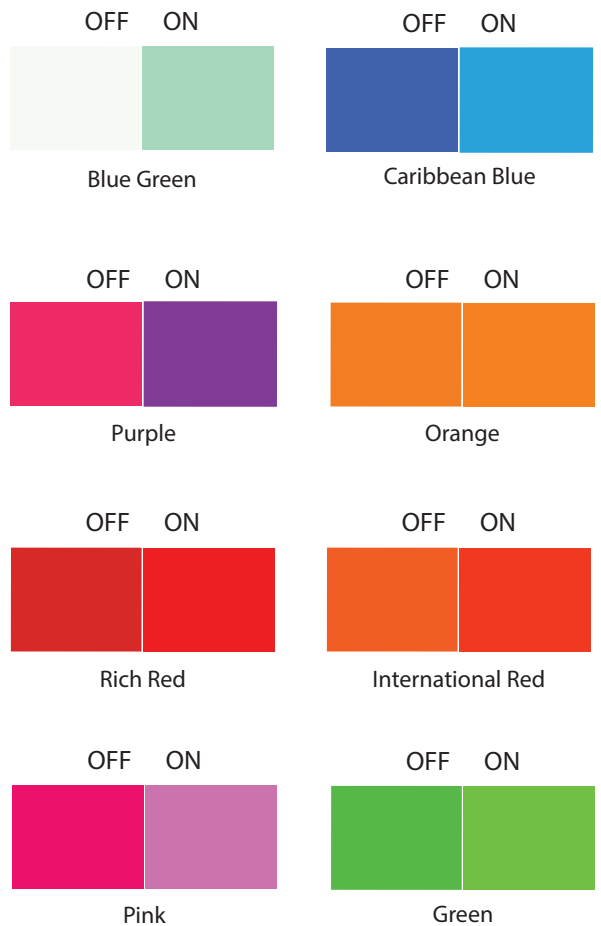 OFF ON
OFF ON
Blue Green
Caribbean Blue
OFF ON
OFF ON
Purple
Orange
OFF ON
OFF ON
Rich Red
International Red
OFF ON
OFF ON
Pink
Green